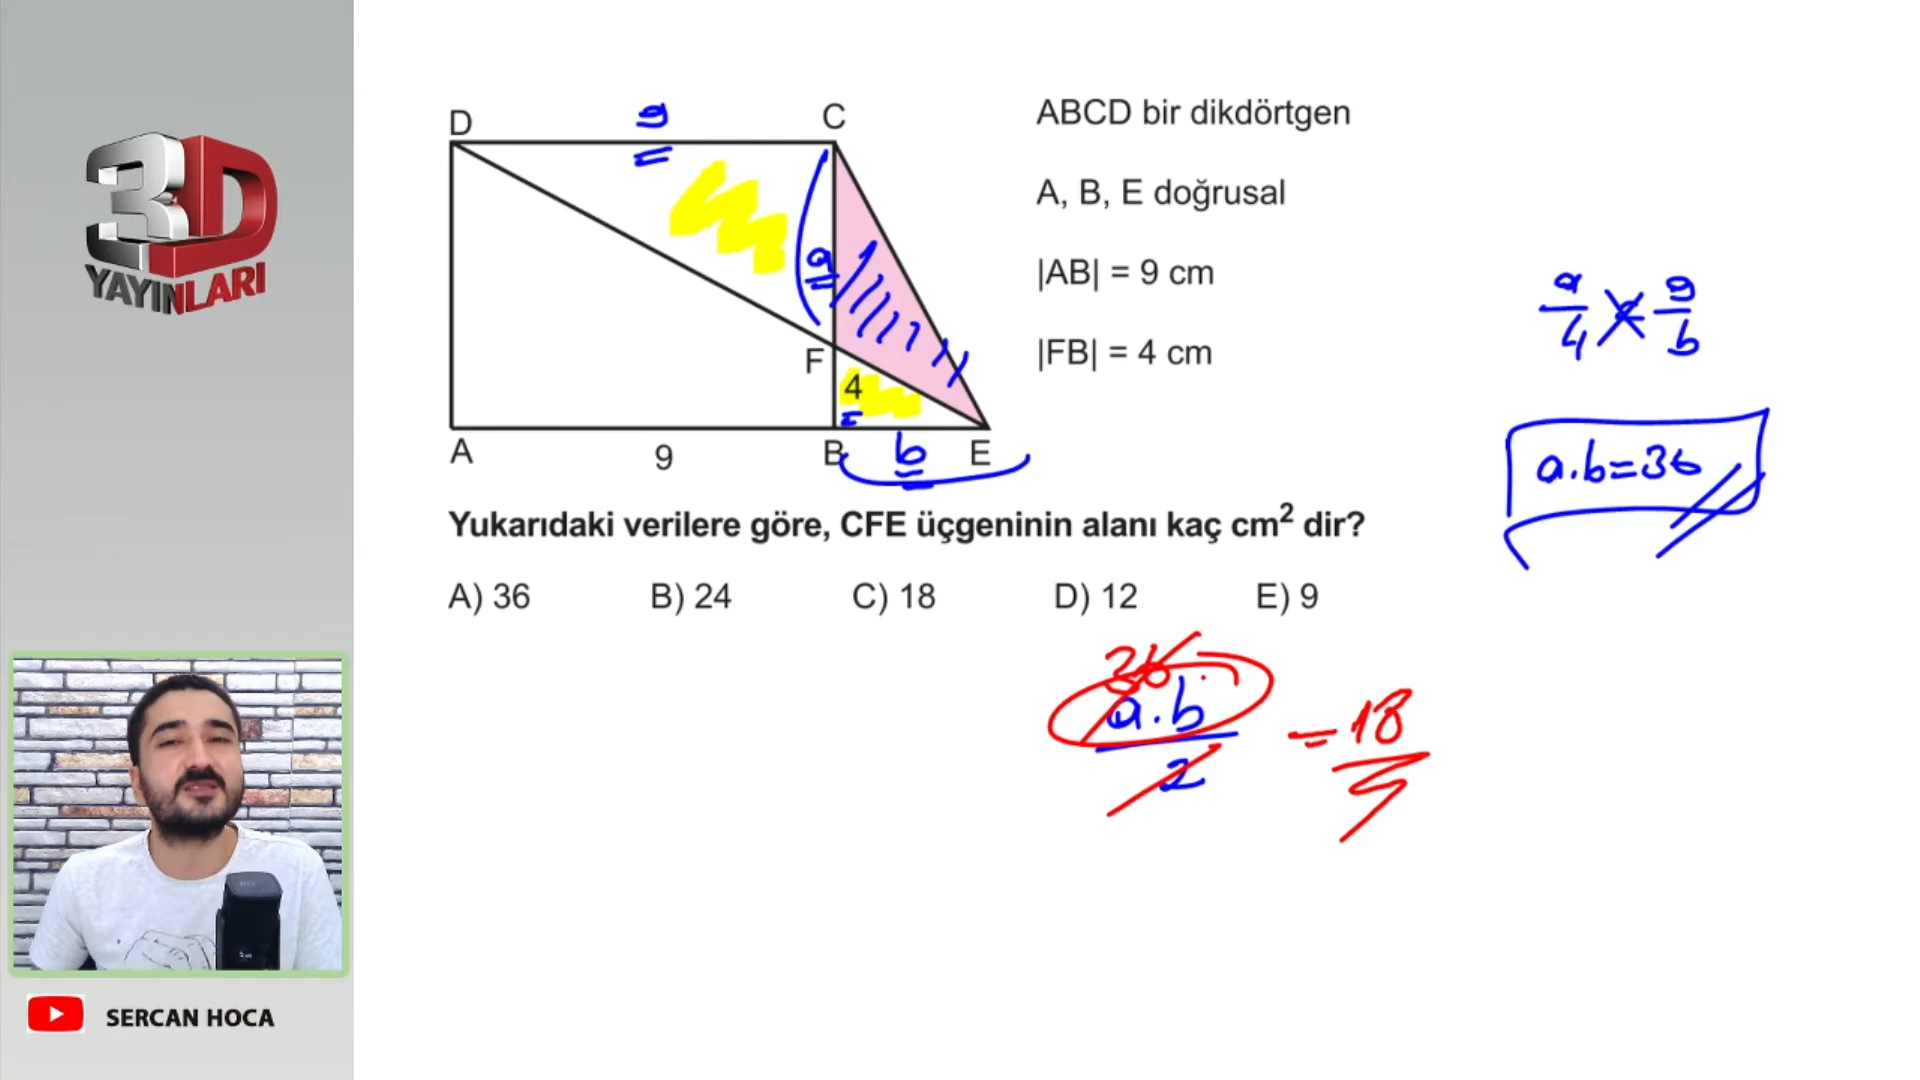 3D
YAYINLARI
D
9
C
a
F
4
A
9
B
b
E
ABCD bir dikdörtgen
A, B, E doğrusal
|AB| = 9 cm
|FB| = 4 cm
a/4 = 9/b
a.b=36
Yukarıdaki verilere göre, CFE üçgeninin alanı kaç cm² dir?
A) 36 B) 24 C) 18 D) 12 E) 9
36
a.b
2
=18
SERCAN HOCA